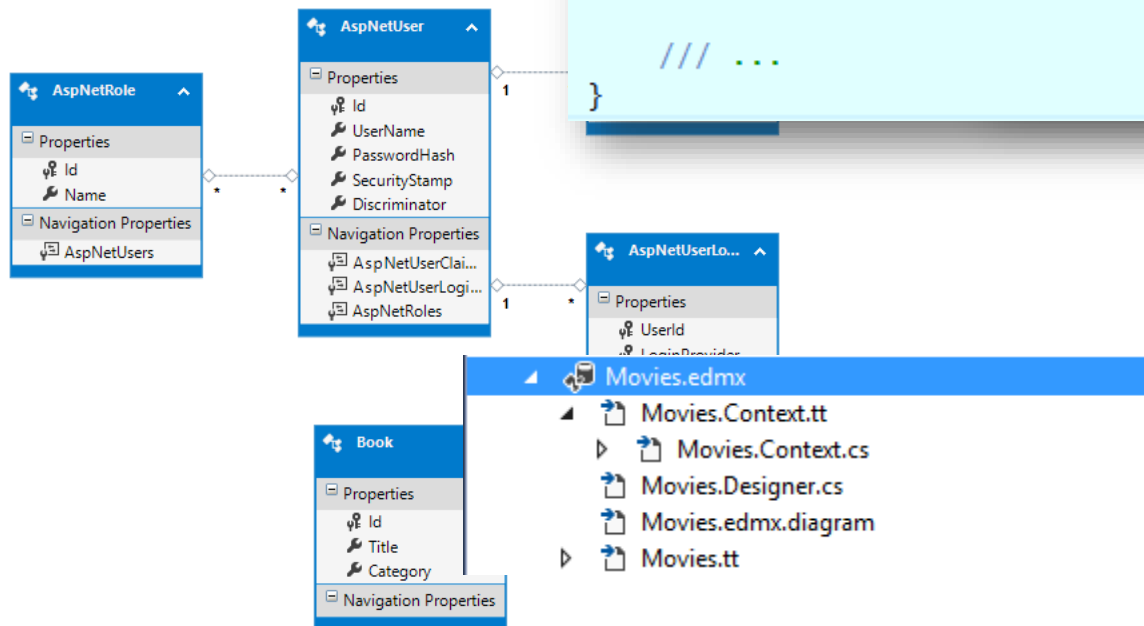 AspNetRole
Properties
Id
Name
Navigation Properties
AspNetUsers
*
*
AspNetUser
Properties
Id
UserName
PasswordHash
SecurityStamp
Discriminator
Navigation Properties
AspNetUserClai...
AspNetUserLogi...
AspNetRoles
1
1
*
/// ...
}
AspNetUserLo...
Properties
UserId
LoginProvider
Movies.edmx
Movies.Context.tt
Movies.Context.cs
Movies.Designer.cs
Movies.edmx.diagram
Movies.tt
Book
Properties
Id
Title
Category
Navigation Properties